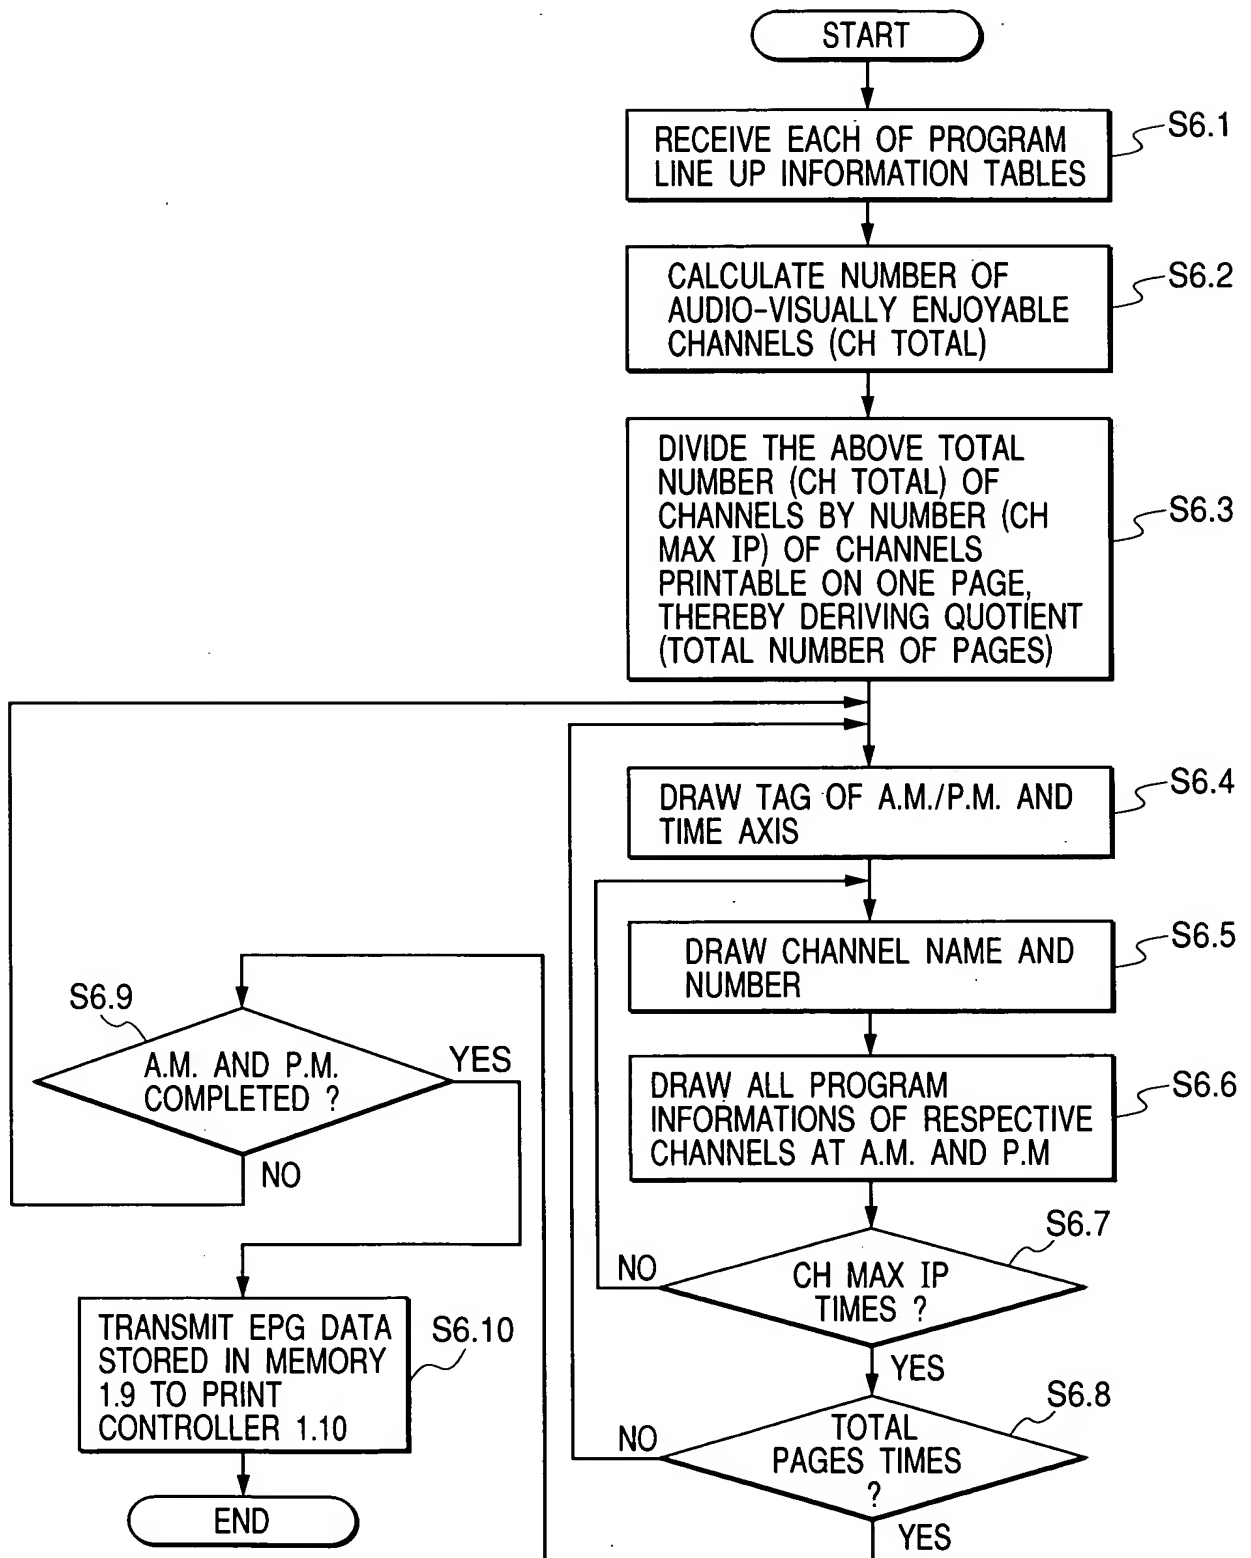 START
RECEIVE EACH OF PROGRAM
LINE UP INFORMATION TABLES
S6.1
CALCULATE NUMBER OF
AUDIO-VISUALLY ENJOYABLE
CHANNELS (CH TOTAL)
S6.2
DIVIDE THE ABOVE TOTAL
NUMBER (CH TOTAL) OF
CHANNELS BY NUMBER (CH
MAX IP) OF CHANNELS
PRINTABLE ON ONE PAGE,
THEREBY DERIVING QUOTIENT
(TOTAL NUMBER OF PAGES)
S6.3
DRAW TAG OF A.M./P.M. AND
TIME AXIS
S6.4
DRAW CHANNEL NAME AND
NUMBER
S6.5
DRAW ALL PROGRAM
INFORMATIONS OF RESPECTIVE
CHANNELS AT A.M. AND P.M
S6.6
CH MAX IP
TIMES ?
S6.7
NO
YES
TOTAL
PAGES TIMES
?
S6.8
NO
YES
S6.9
A.M. AND P.M.
COMPLETED ?
YES
NO
TRANSMIT EPG DATA
STORED IN MEMORY
1.9 TO PRINT
CONTROLLER 1.10
S6.10
END